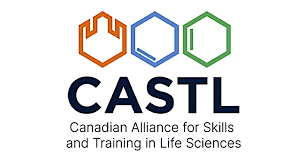 CASTL
Canadian Alliance for Skills
and Training in Life Sciences